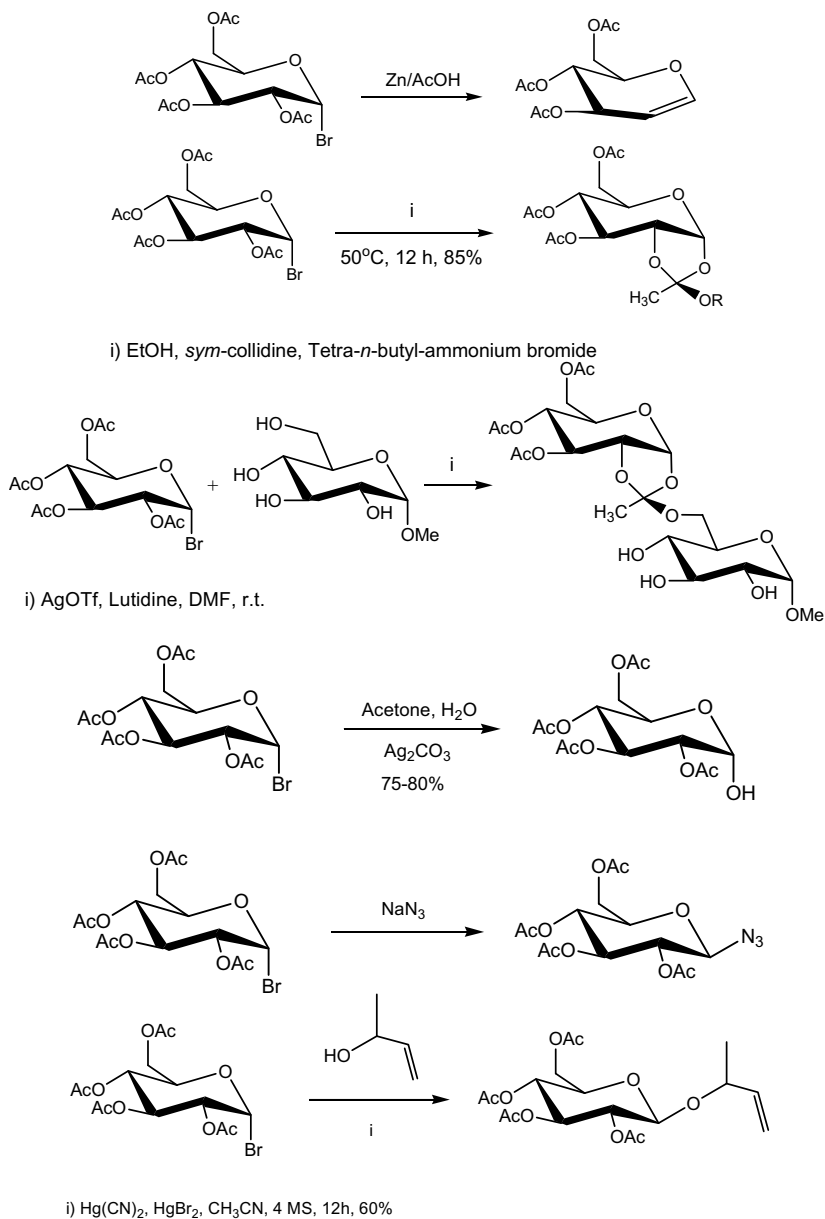 OAc
OAc
O
Zn/AcOH
O
AcO
AcO
AcO
OAc
AcO
Br
OAc
OAc
O
i
O
AcO
AcO
AcO
OAc
50°C, 12 h, 85%
AcO
Br
O
O
H3C
OR
i) EtOH, sym-collidine, Tetra-n-butyl-ammonium bromide
OAc
OAc
HO
O
AcO
O
O
i
AcO
AcO
+
HO
O
AcO
OAc
HO
OH
O
Br
OMe
H3C
O
O
HO
HO
OH
OMe
i) AgOTf, Lutidine, DMF, r.t.
OAc
OAc
O
Acetone, H2O
O
AcO
AcO
AcO
OAc
Ag2CO3
AcO
OAc
Br
75-80%
OH
OAc
OAc
O
NaN3
O
N3
AcO
AcO
AcO
OAc
AcO
OAc
Br
OAc
HO
OAc
O
O
AcO
AcO
O
AcO
OAc
i
AcO
OAc
Br
i) Hg(CN)2, HgBr2, CH3CN, 4 MS, 12h, 60%